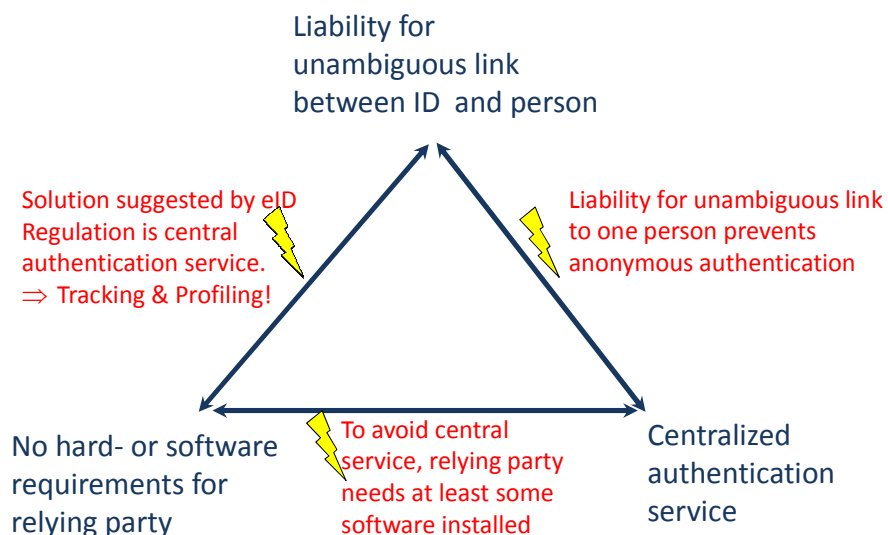 Liability for
unambiguous link
between ID and person
Solution suggested by eID
Regulation is central
authentication service.
⇒ Tracking & Profiling!
Liability for unambiguous link
to one person prevents
anonymous authentication
No hard- or software
requirements for
relying party
To avoid central
service, relying party
needs at least some
software installed
Centralized
authentication
service